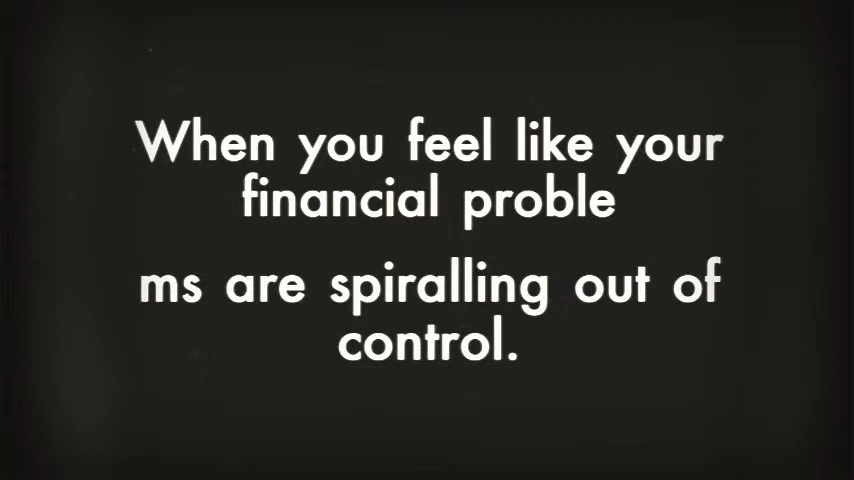 When you feel like your
financial proble
ms are spiralling out of
control.